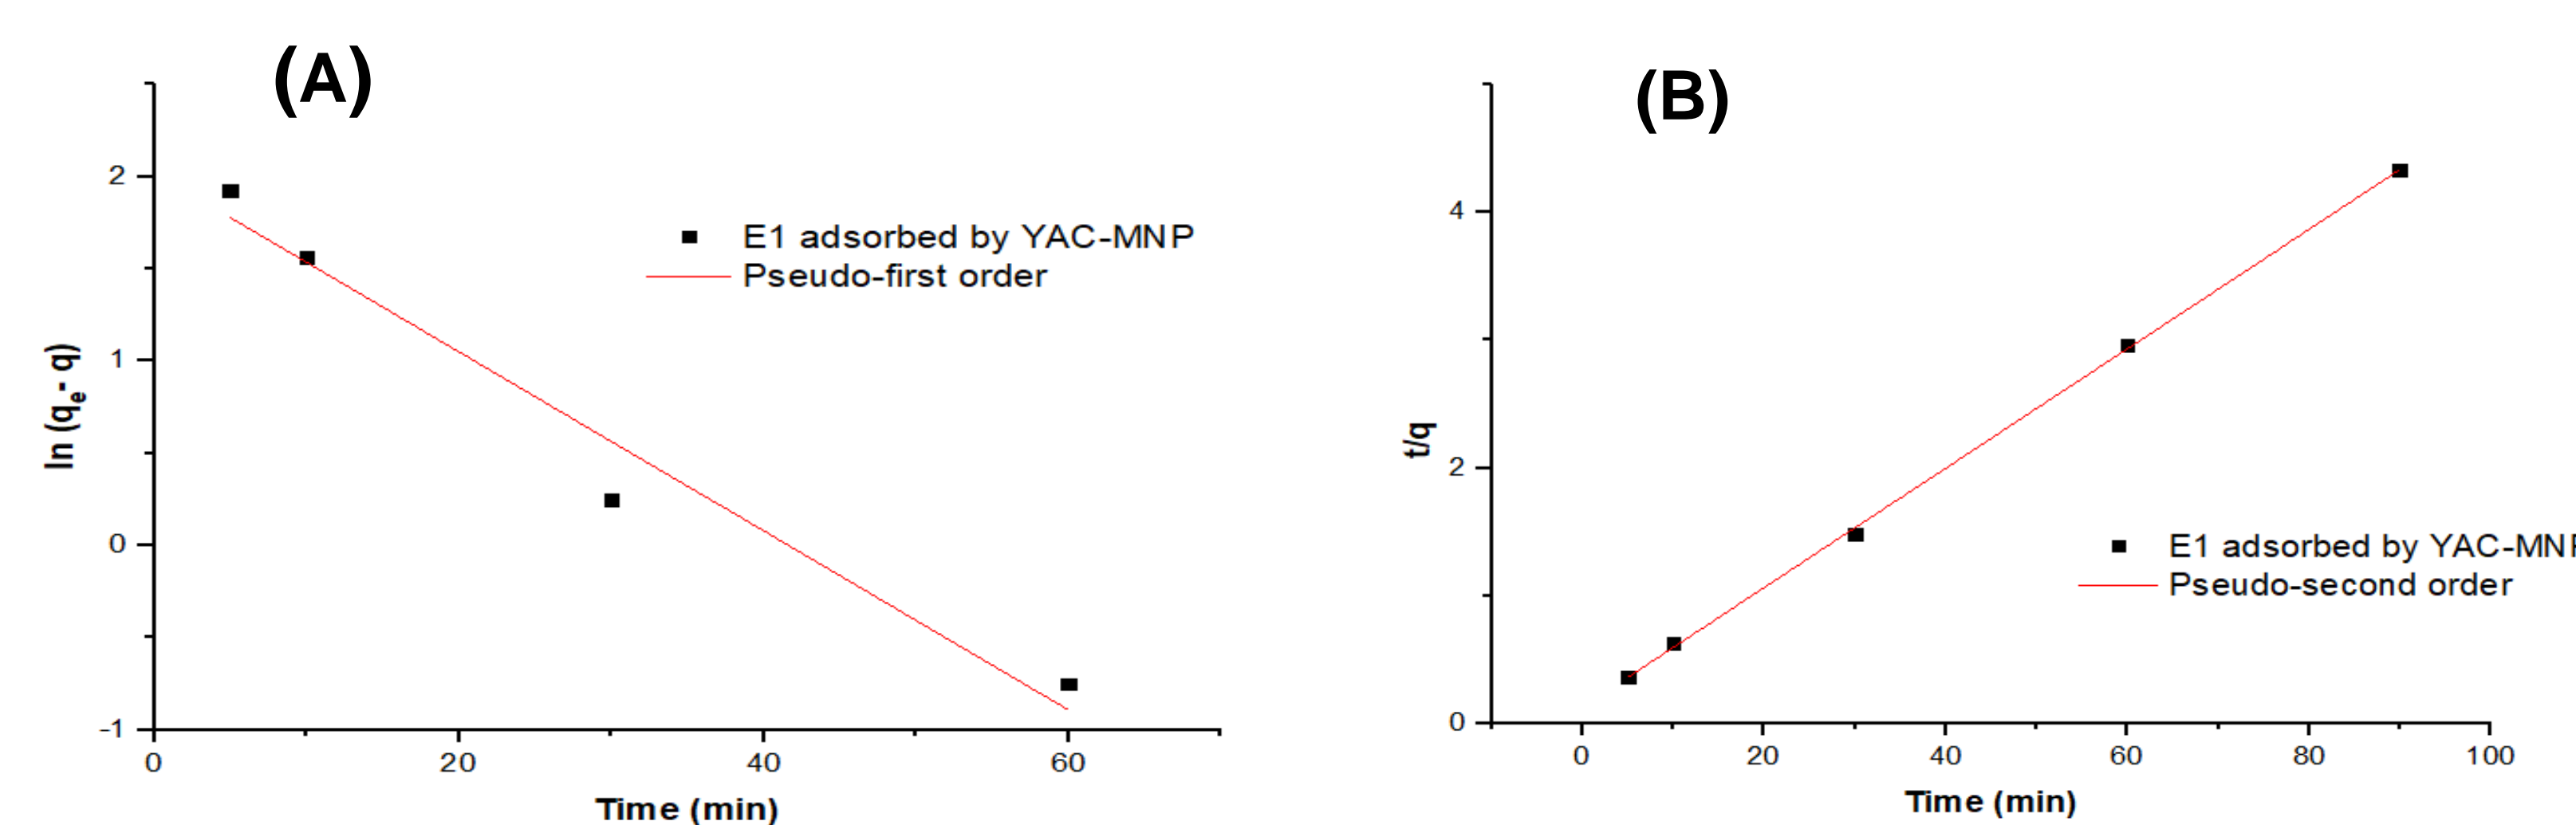 (A)
2
1
0
-1
ln (qe- q)
E1 adsorbed by YAC-MNP
Pseudo-first order
0 20 40 60
Time (min)
(B)
4
2
0
t/q
E1 adsorbed by YAC-MNP
Pseudo-second order
0 20 40 60 80 100
Time (min)